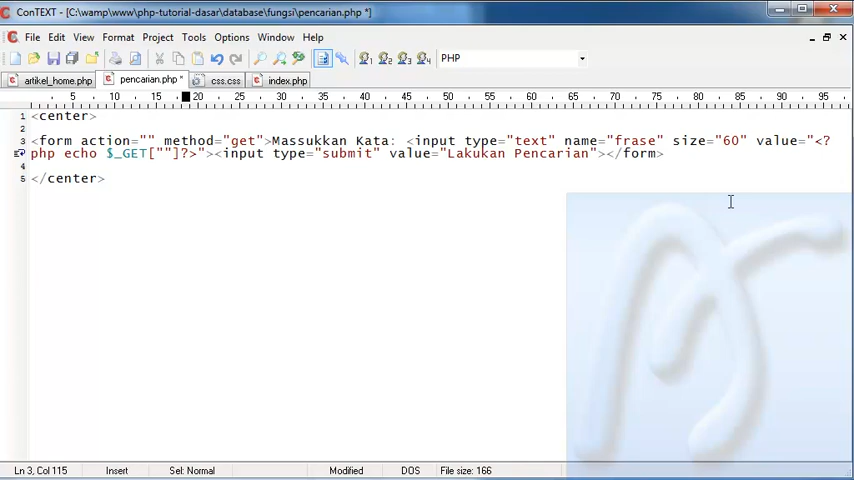 ConTEXT - [C:\wamp\www\php-tutorial-dasar\database\fungsi\pencarian.php *]
File Edit View Format Project Tools Options Window Help
PHP
artikel_home.php pencarian.php * css.css index.php
5 10 15 20 25 30 35 40 45 50 55 60 65 70 75 80 85 90 95
1 <center>
2
3 <form action="" method="get">Massukkan Kata: <input type="text" name="frase" size="60" value="<?
php echo $_GET[""]?>"><input type="submit" value="Lakukan Pencarian"></form>
4
5 </center>
Ln 3, Col 115 Insert Sel: Normal Modified DOS File size: 166